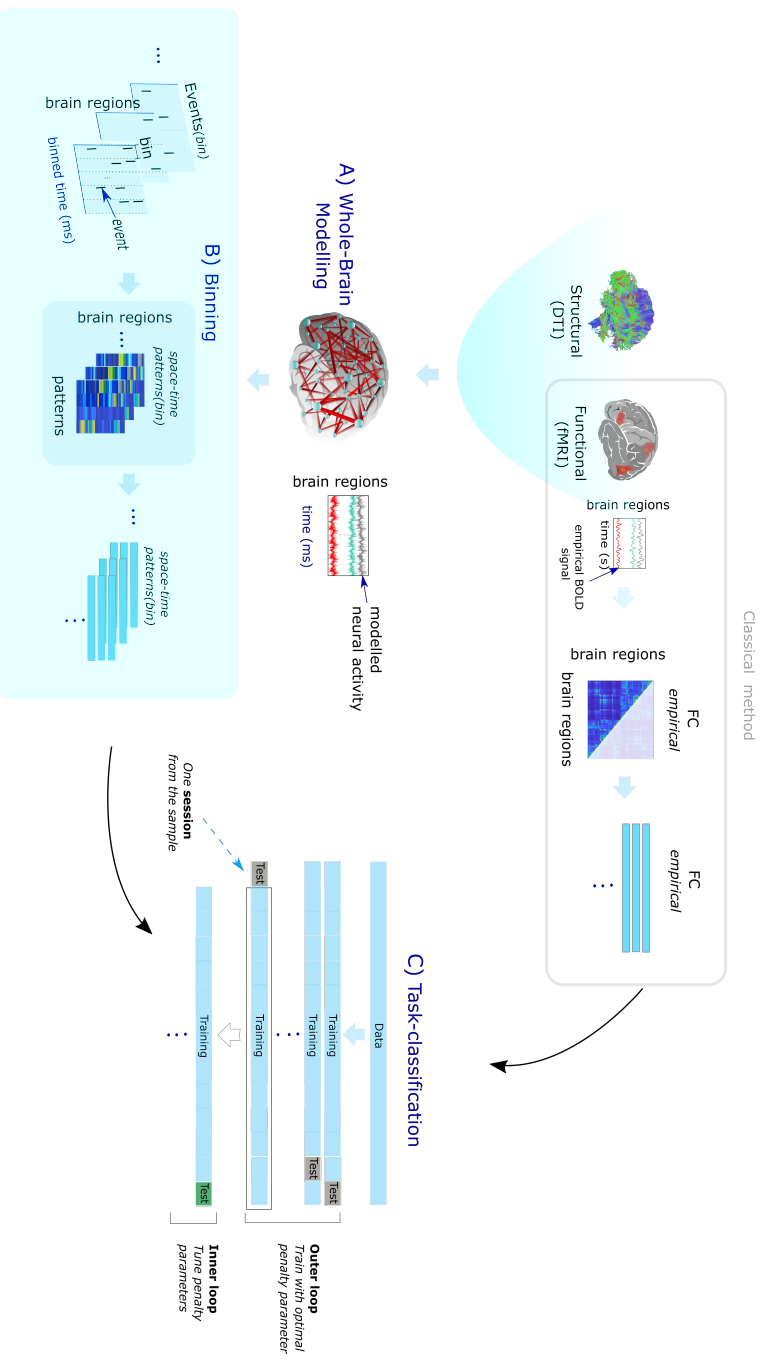 Classical method
Structural
(DTI)
Functional
(fMRI)
brain regions
time (s)
empirical BOLD
signal
brain regions
brain regions
FC
empirical
FC
empirical
A) Whole-Brain
Modelling
brain regions
time (ms)
modelled
neural activity
B) Binning
Events(bin)
brain regions
bin
binned time (ms)
event
brain regions
space-time
patterns(bin)
patterns
space-time
patterns(bin)
C) Task-classification
Data
Training
Test
Training
Test
Test
Training
Training
Test
One session
from the sample
Outer loop
Train with optimal
penalty parameter
Inner loop
Tune penalty
parameters